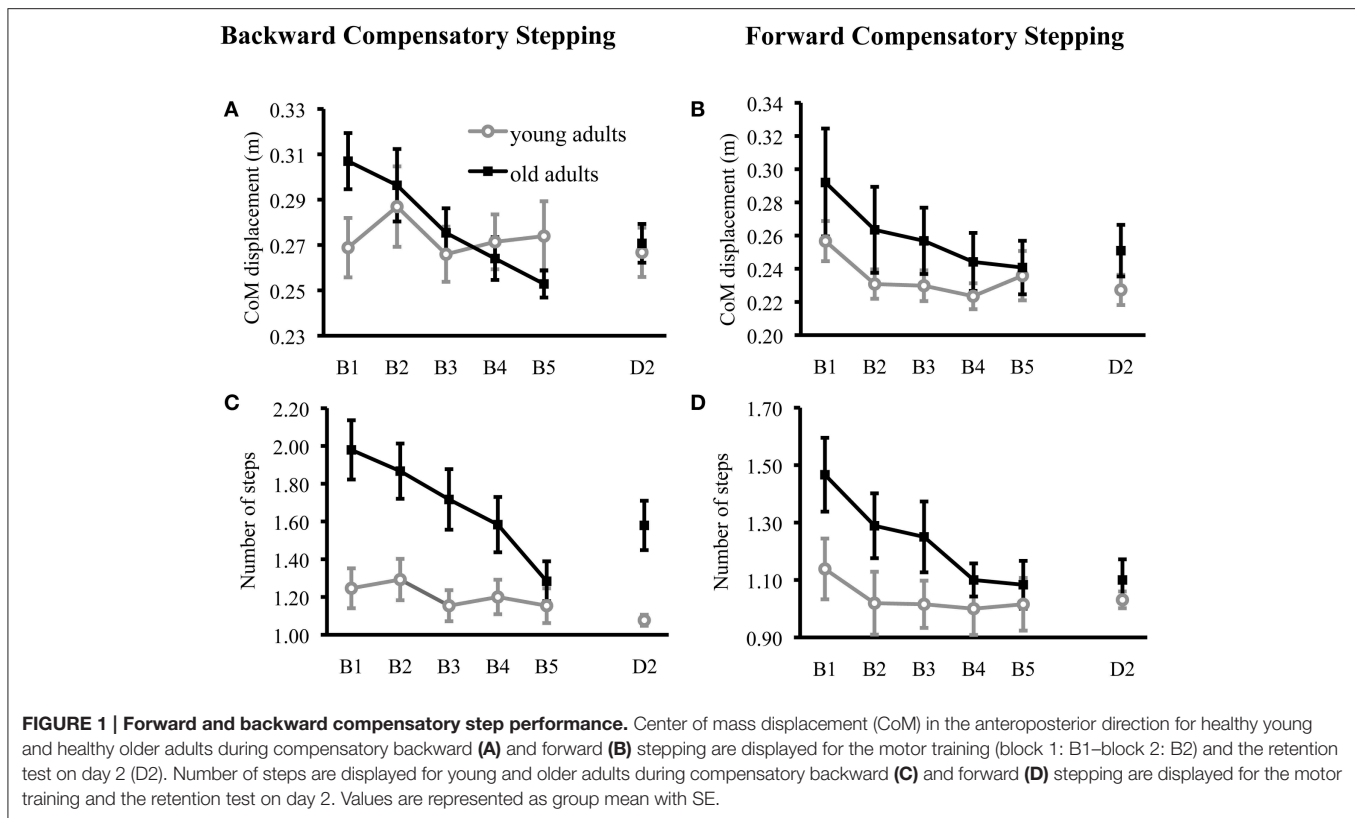 Backward Compensatory Stepping
Forward Compensatory Stepping
A
CoM displacement (m)
0.33
0.31
0.29
0.27
0.25
0.23
young adults
old adults
B1 B2 B3 B4 B5 D2
B
CoM displacement (m)
0.34
0.32
0.30
0.28
0.26
0.24
0.22
0.20
B1 B2 B3 B4 B5 D2
C
Number of steps
2.20
2.00
1.80
1.60
1.40
1.20
1.00
B1 B2 B3 B4 B5 D2
D
Number of steps
1.70
1.50
1.30
1.10
0.90
B1 B2 B3 B4 B5 D2
FIGURE 1 | Forward and backward compensatory step performance. Center of mass displacement (CoM) in the anteroposterior direction for healthy young
and healthy older adults during compensatory backward (A) and forward (B) stepping are displayed for the motor training (block 1: B1–block 2: B2) and the retention
test on day 2 (D2). Number of steps are displayed for young and older adults during compensatory backward (C) and forward (D) stepping are displayed for the motor
training and the retention test on day 2. Values are represented as group mean with SE.